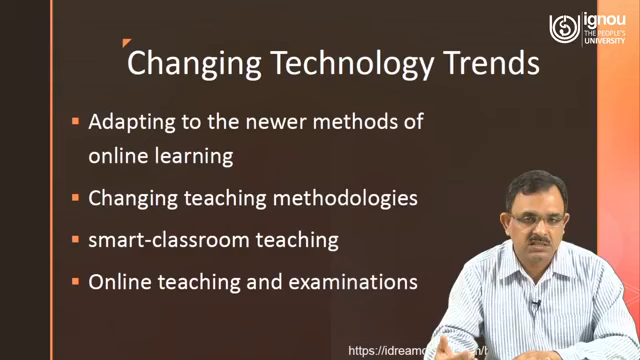 ignou
THE PEOPLE'S
UNIVERSITY
Changing Technology Trends
Adapting to the newer methods of
online learning
Changing teaching methodologies
smart-classroom teaching
Online teaching and examinations